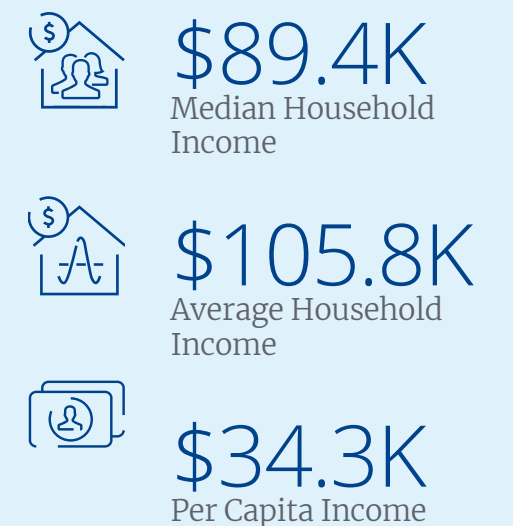 $
$89.4K
Median Household
Income
$
$105.8K
Average Household
Income
$34.3K
Per Capita Income